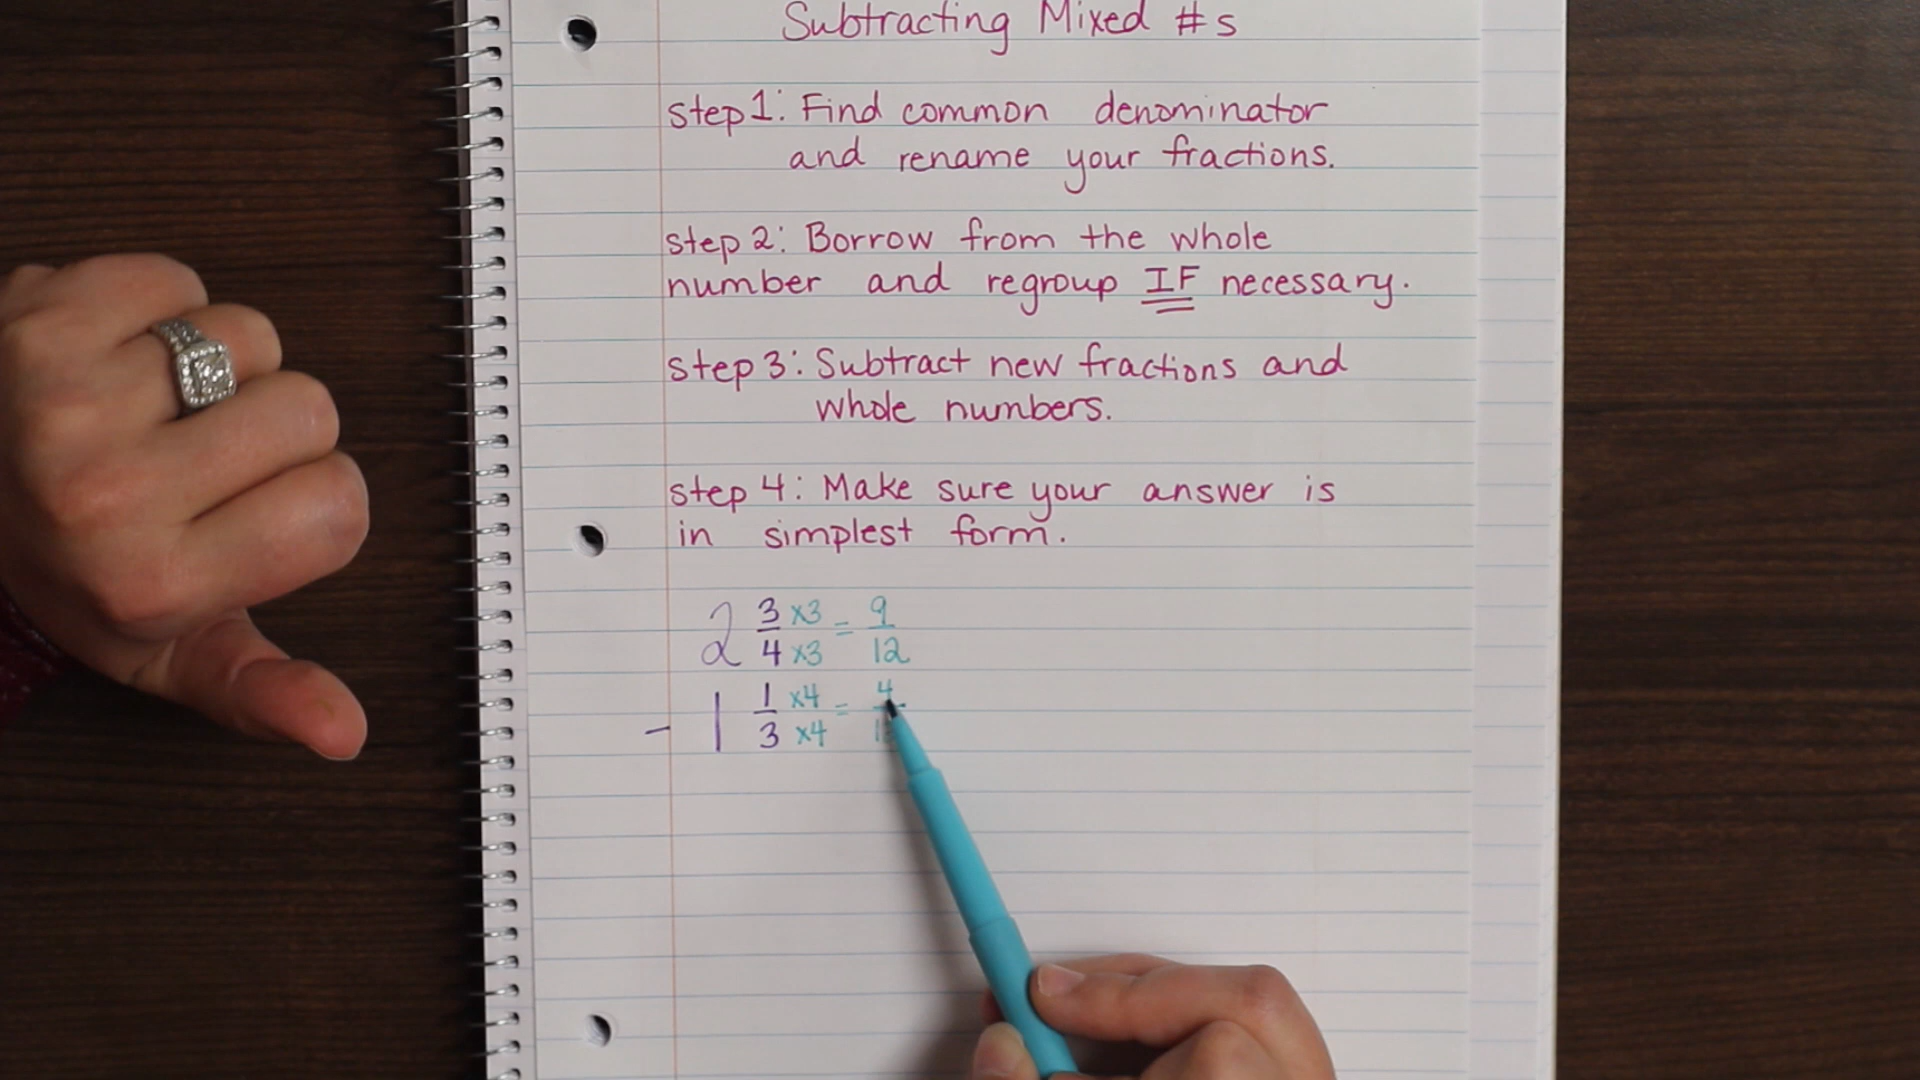 Subtracting Mixed #s
step 1: Find common denominator
and rename your fractions.
step 2: Borrow from the whole
number and regroup IF necessary.
step 3: Subtract new fractions and
whole numbers.
step 4: Make sure your answer is
in simplest form.
2 3/4 x3 x3 = 9/12
- 1 1/3 x4 x4 = 4